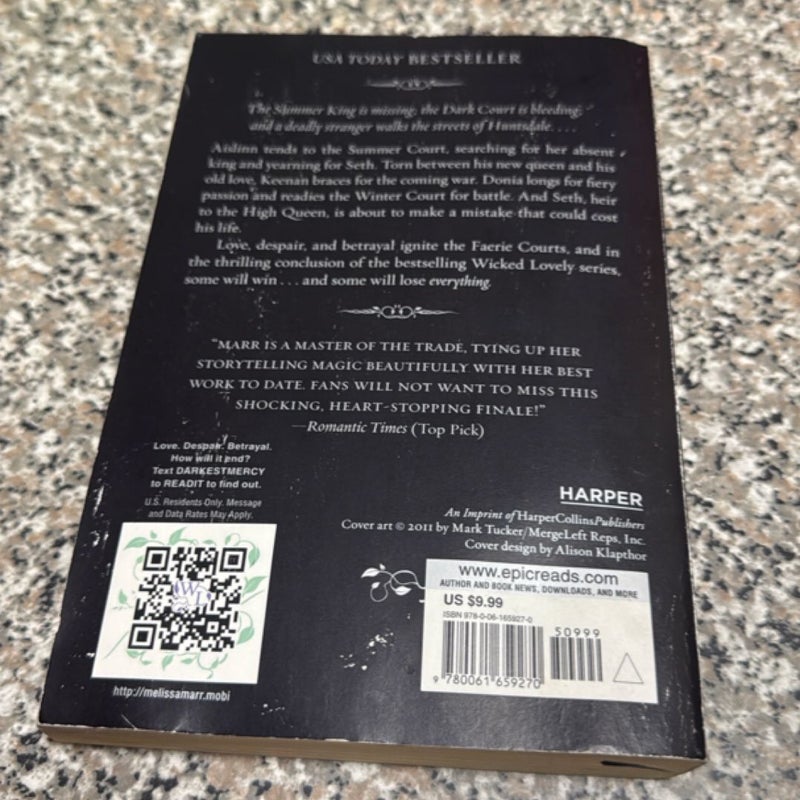 USA TODAY BESTSELLER
The Summer King is missing; the Dark Court is bleeding;
and a deadly stranger walks the streets of Huntsdale. . . .
Aislinn tends to the Summer Court, searching for her absent
king and yearning for Seth. Torn between his new queen and his
old love, Keenan braces for the coming war. Donia longs for fiery
passion and readies the Winter Court for battle. And Seth, heir
to the High Queen, is about to make a mistake that could cost
his life.
Love, despair, and betrayal ignite the Faerie Courts, and in
the thrilling conclusion of the bestselling Wicked Lovely series,
some will win . . . and some will lose everything.
“MARR IS A MASTER OF THE TRADE, TYING UP HER
STORYTELLING MAGIC BEAUTIFULLY WITH HER BEST
WORK TO DATE. FANS WILL NOT WANT TO MISS THIS
SHOCKING, HEART-STOPPING FINALE!”
—Romantic Times (Top Pick)
Love. Despair. Betrayal.
How will it end?
Text DARKESTMERCY
to READIT to find out.
U.S. Residents Only. Message
and Data Rates May Apply.
WL
http://melissamarr.mobi
HARPER
An Imprint of HarperCollinsPublishers
Cover art © 2011 by Mark Tucker/MergeLeft Reps, Inc.
Cover design by Alison Klapthor
www.epicreads.com
AUTHOR AND BOOK NEWS, DOWNLOADS, AND MORE
US $9.99
ISBN 978-0-06-165927-0
50999
9 780061 659270